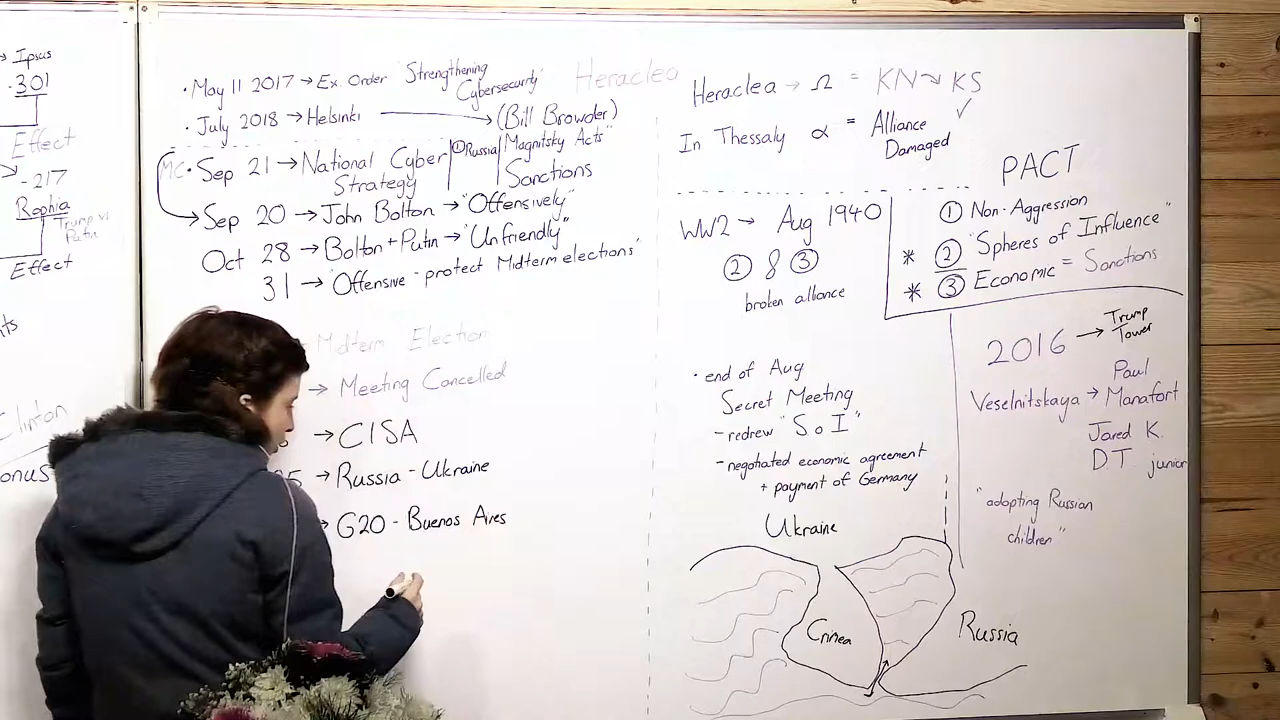 → Ipsus
-301
Effect
-217
Raphia
Trump vs
Putin
Effect
Clinton
onus
· May 11 2017 → Ex. Order "Strengthening
Cybersecurity"
Heraclea
· July 2018 → Helsinki → (Bill Browder)
MC · Sep 21 → National Cyber
Strategy
① Russia
"Magnitsky Acts"
Sanctions
Sep 20 → John Bolton → "Offensively"
Oct 28 → Bolton + Putin → "Unfriendly"
31 → "Offensive - protect Midterm elections"
Midterm Election
→ Meeting Cancelled
→ CISA
→ Russia - Ukraine
G20 - Buenos Aires
Heraclea → Ω = KN ~ KS
✓
In Thessaly α = Alliance
Damaged
PACT
WW2 → Aug 1940
② & ③
broken alliance
① Non-Aggression
* ② "Spheres of Influence"
* ③ Economic = Sanctions
· end of Aug
Secret Meeting
- redrew "S o I"
- negotiated economic agreement
+ payment of Germany
2016 → Trump
Tower
Paul
Veselnitskaya → Manafort
Jared K.
D.T. junior
"adopting Russian
children"
Ukraine
Crimea
Russia